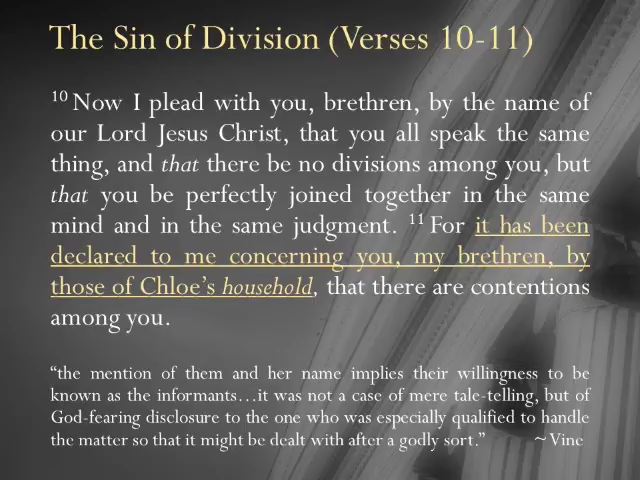 The Sin of Division (Verses 10-11)
10 Now I plead with you, brethren, by the name of
our Lord Jesus Christ, that you all speak the same
thing, and that there be no divisions among you, but
that you be perfectly joined together in the same
mind and in the same judgment. 11 For it has been
declared to me concerning you, my brethren, by
those of Chloe’s household, that there are contentions
among you.
“the mention of them and her name implies their willingness to be
known as the informants…it was not a case of mere tale-telling, but of
God-fearing disclosure to the one who was especially qualified to handle
the matter so that it might be dealt with after a godly sort.” ~Vine